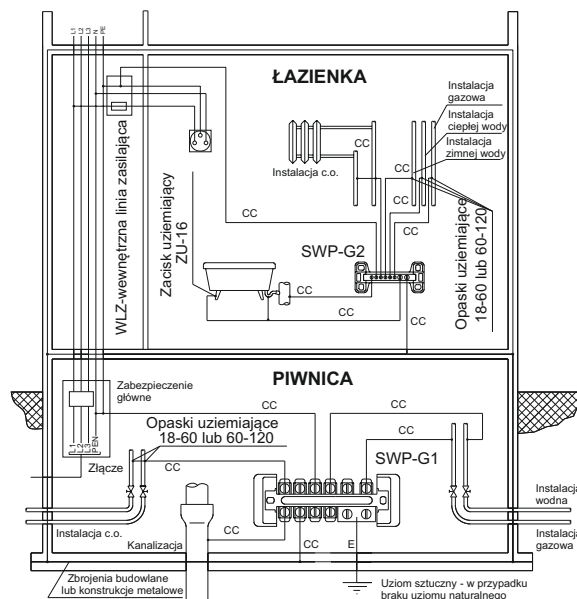 L1
L2
L3
N
PE
ŁAZIENKA
Instalacja
gazowa
Instalacja
ciepłej wody
Instalacja
zimnej wody
CC
CC
Instalacja c.o.
CC
WLZ-wewnętrzna linia zasilająca
Zacisk uziemiający
ZU-16
SWP-G2
Opaski uziemiające
18-60 lub 60-120
CC
CC
CC
PIWNICA
Zabezpieczenie
główne
CC
CC
Opaski uziemiające
18-60 lub 60-120
L1
L2
L3
PEN
Złącze
CC
CC
SWP-G1
Instalacja
wodna
Instalacja c.o.
CC
Kanalizacja
CC
E
Instalacja
gazowa
Zbrojenia budowlane
lub konstrukcje metalowe
Uziom sztuczny - w przypadku
braku uziomu naturalnego